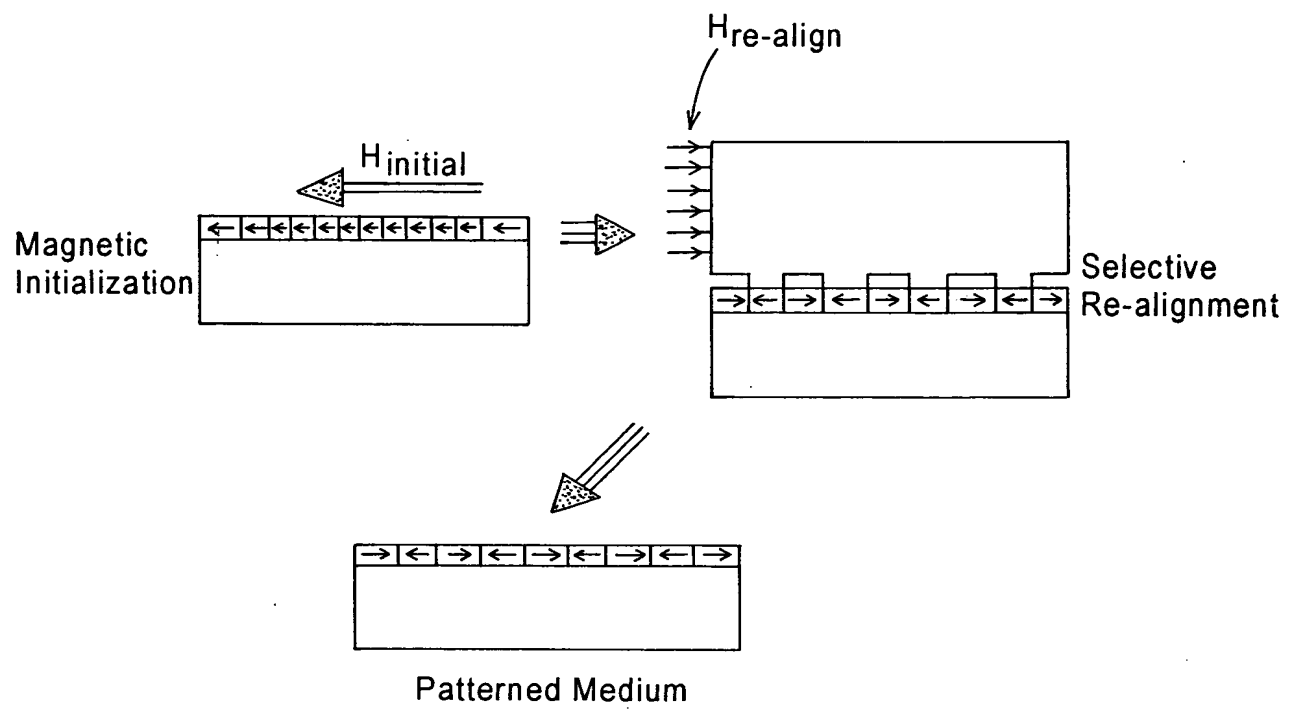 H re-align
H initial
Magnetic
Initialization
Selective
Re-alignment
Patterned Medium